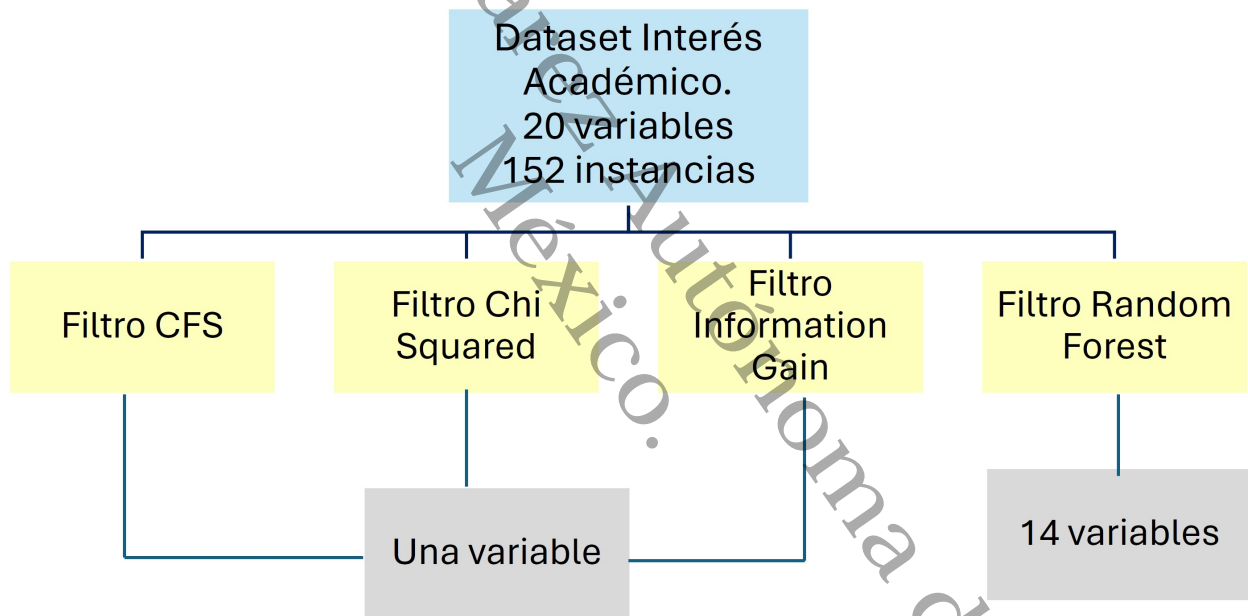 Dataset Interés
Académico.
20 variables
152 instancias
Filtro CFS
Filtro Chi
Squared
Filtro
Information
Gain
Filtro Random
Forest
Una variable
14 variables
Autónoma
México.